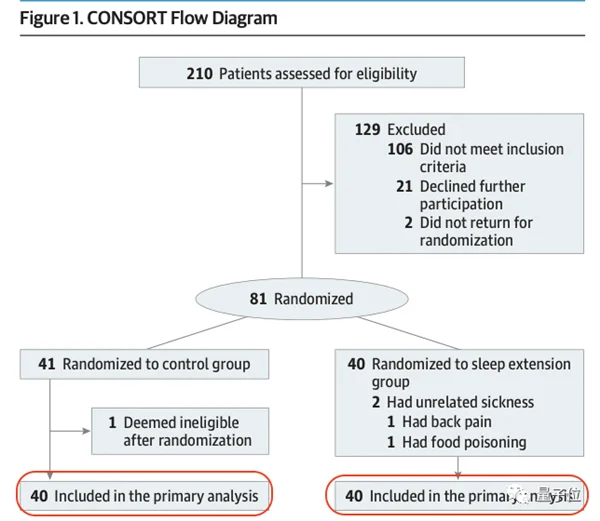 Figure 1. CONSORT Flow Diagram
210 Patients assessed for eligibility
129 Excluded
106 Did not meet inclusion
criteria
21 Declined further
participation
2 Did not return for
randomization
81 Randomized
41 Randomized to control group
1 Deemed ineligible
after randomization
40 Included in the primary analysis
40 Randomized to sleep extension
group
2 Had unrelated sickness
1 Had back pain
1 Had food poisoning
40 Included in the primary analysis
量子位